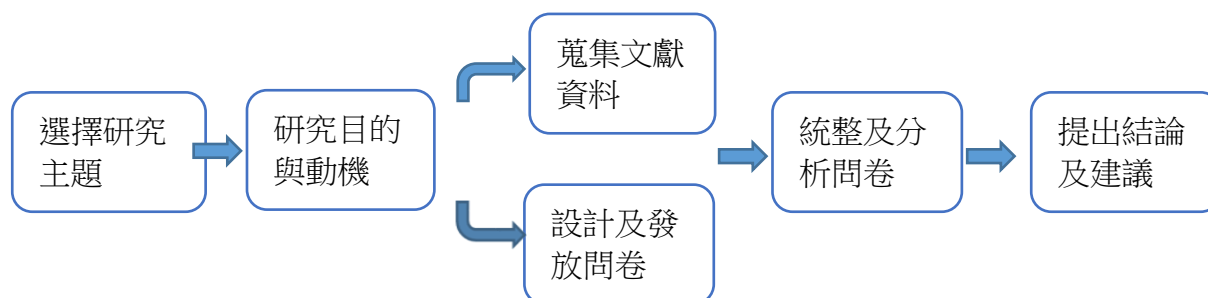 選擇研究
主題
研究目的
與動機
蒐集文獻
資料
設計及發
放問卷
統整及分
析問卷
提出結論
及建議